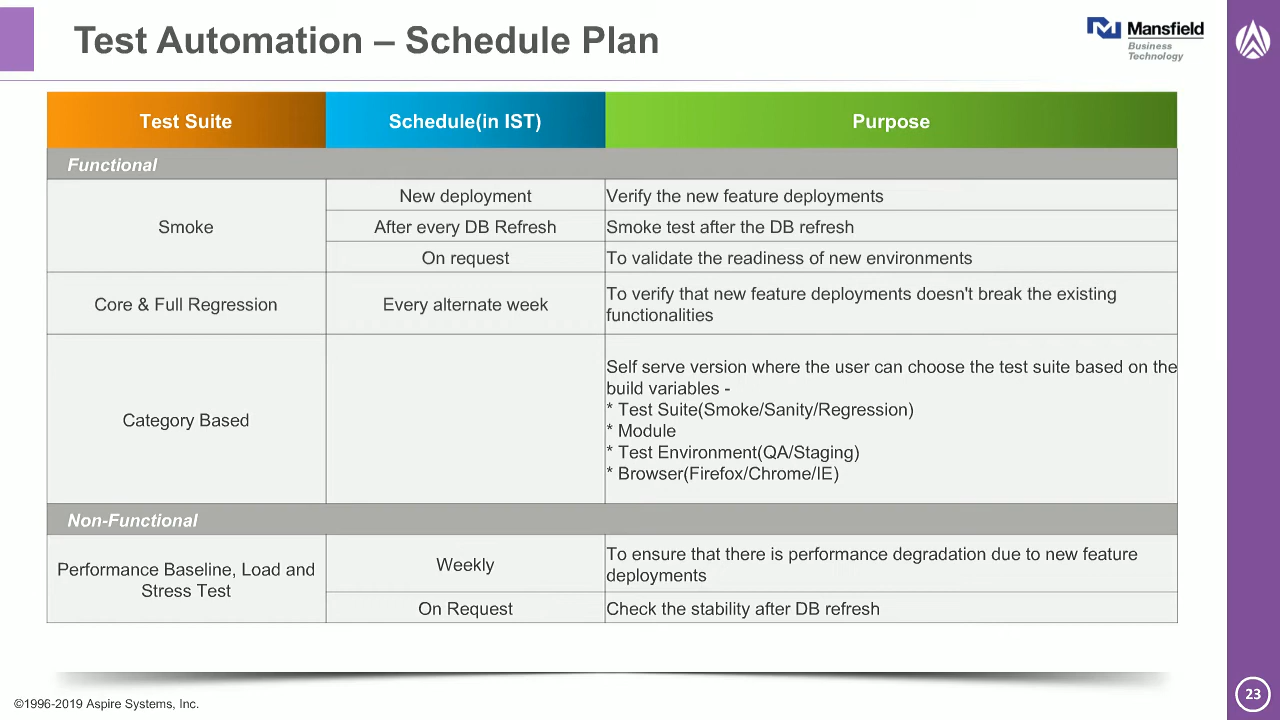 Test Automation – Schedule Plan
Mansfield
Business
Technology
Test Suite
Schedule(in IST)
Purpose
Functional
Smoke
New deployment
Verify the new feature deployments
After every DB Refresh
Smoke test after the DB refresh
On request
To validate the readiness of new environments
Core & Full Regression
Every alternate week
To verify that new feature deployments doesn't break the existing
functionalities
Category Based
Self serve version where the user can choose the test suite based on the
build variables -
* Test Suite(Smoke/Sanity/Regression)
* Module
* Test Environment(QA/Staging)
* Browser(Firefox/Chrome/IE)
Non-Functional
Performance Baseline, Load and
Stress Test
Weekly
To ensure that there is performance degradation due to new feature
deployments
On Request
Check the stability after DB refresh
©1996-2019 Aspire Systems, Inc.
23